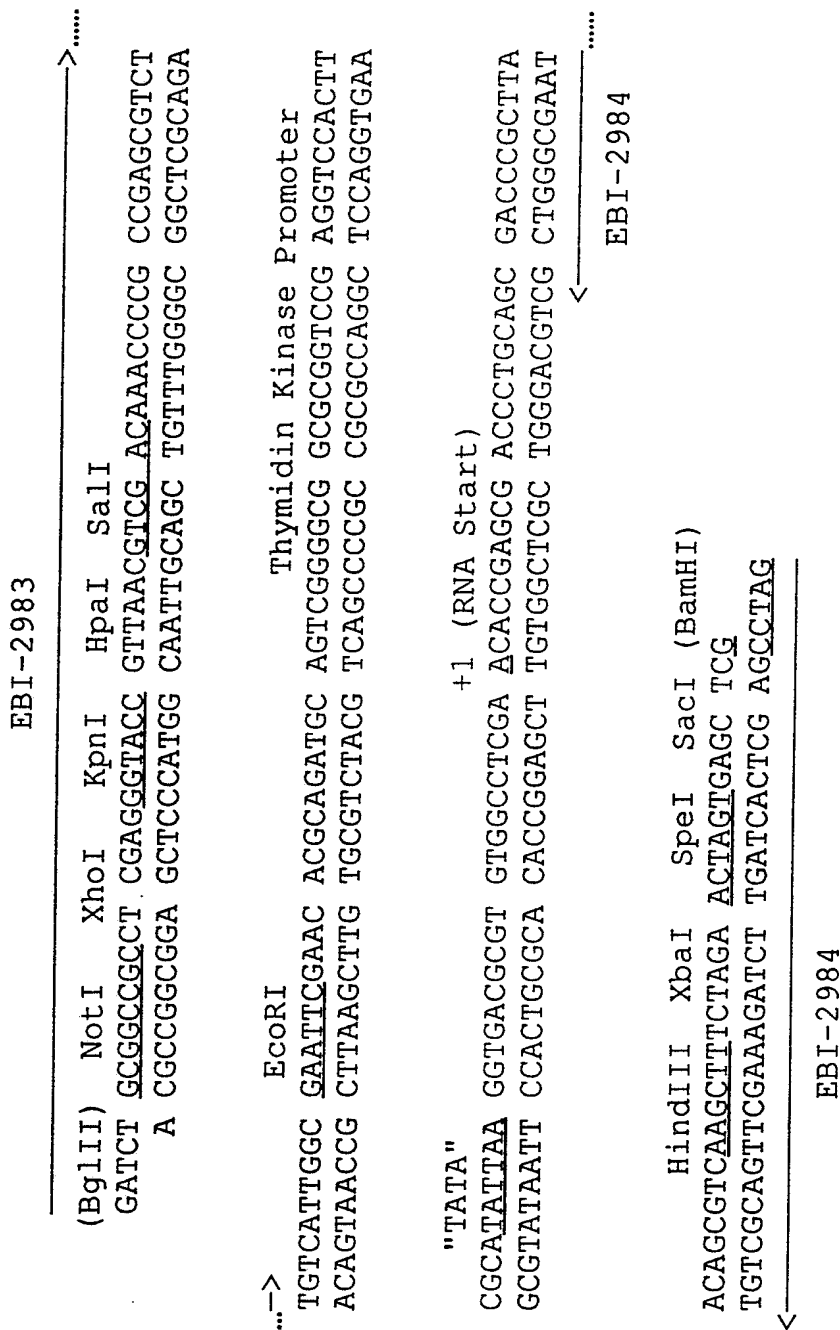 EBI-2983
>......
(BglII) NotI XhoI KpnI HpaI SalI
GATCT GCGGCCGCCT CGAGGGTACC GTTAACGTCG ACAAACCCCG CCGAGCGTCT
A CGCCGGCGGA GCTCCCATGG CAATTGCAGC TGTTTGGGGC GGCTCGCAGA
...->
EcoRI Thymidin Kinase Promoter
TGTCATTGGC GAATTCGAAC ACGCAGATGC AGTCGGGGCG GCGCGGTCCG AGGTCCACTT
ACAGTAACCG CTTAAGCTTG TGCGTCTACG TCAGCCCCGC CGCGCCAGGC TCCAGGTGAA
"TATA" +1 (RNA Start)
CGCATATTAA GGTGACGCGT GTGGCCTCGA ACACCGAGCG ACCCTGCAGC GACCCGCTTA
GCGTATAATT CCACTGCGCA CACCGGAGCT TGTGGCTCGC TGGGACGTCG CTGGGCGAAT
<......
EBI-2984
HindIII XbaI SpeI SacI (BamHI)
ACAGCGTCAAGCTTTCTAGA ACTAGTGAGC TCG
TGTCGCAGTTCGAAAGATCT TGATCACTCG AGCCTAG
<
EBI-2984